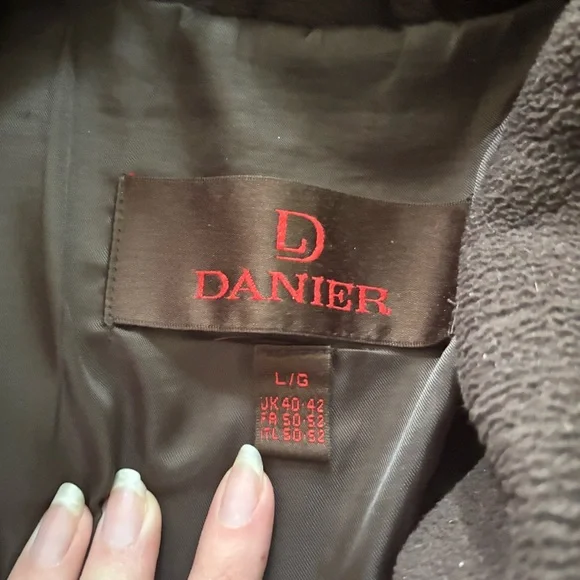 LD
DANIER
L/G
UK 40-42
FR 50-52
ITL 50-52